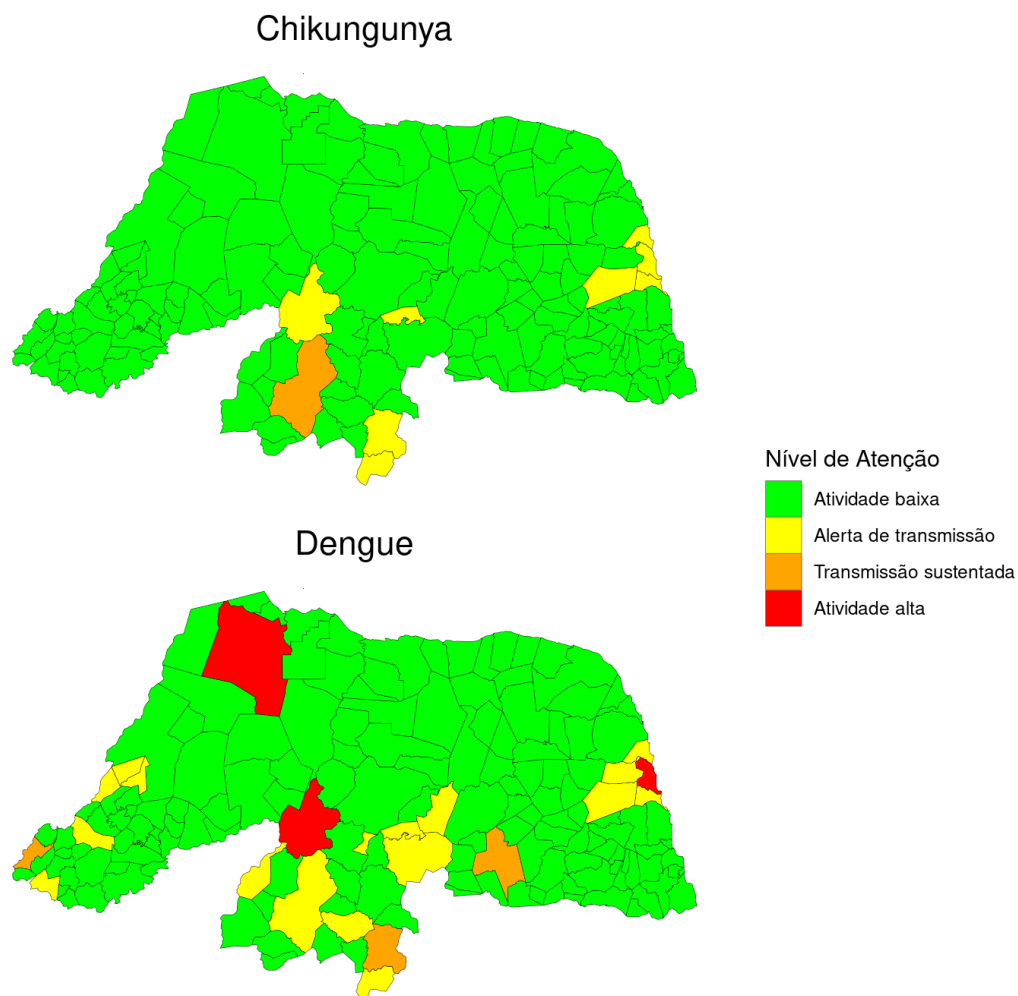 Chikungunya
Nível de Atenção
Atividade baixa
Alerta de transmissão
Transmissão sustentada
Atividade alta
Dengue